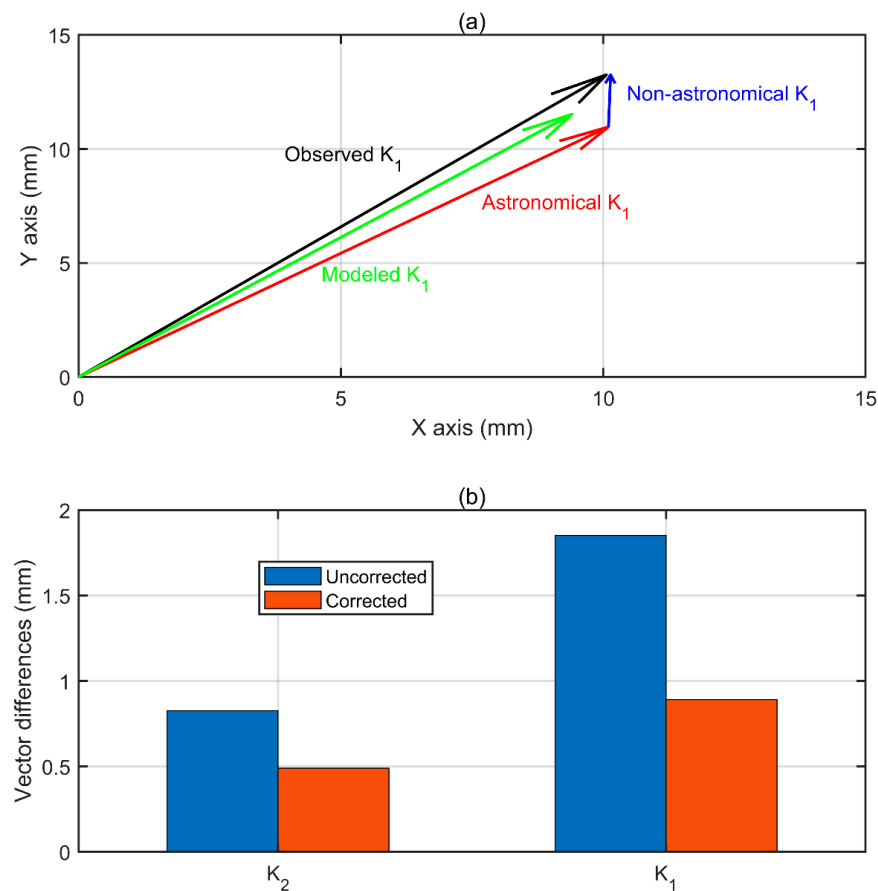 (a)
15
10
5
0
Y axis (mm)
Observed K₁
Modeled K₁
Astronomical K₁
Non-astronomical K₁
0
5
10
15
X axis (mm)
(b)
2
1.5
1
0.5
0
Vector differences (mm)
Uncorrected
Corrected
K₂
K₁